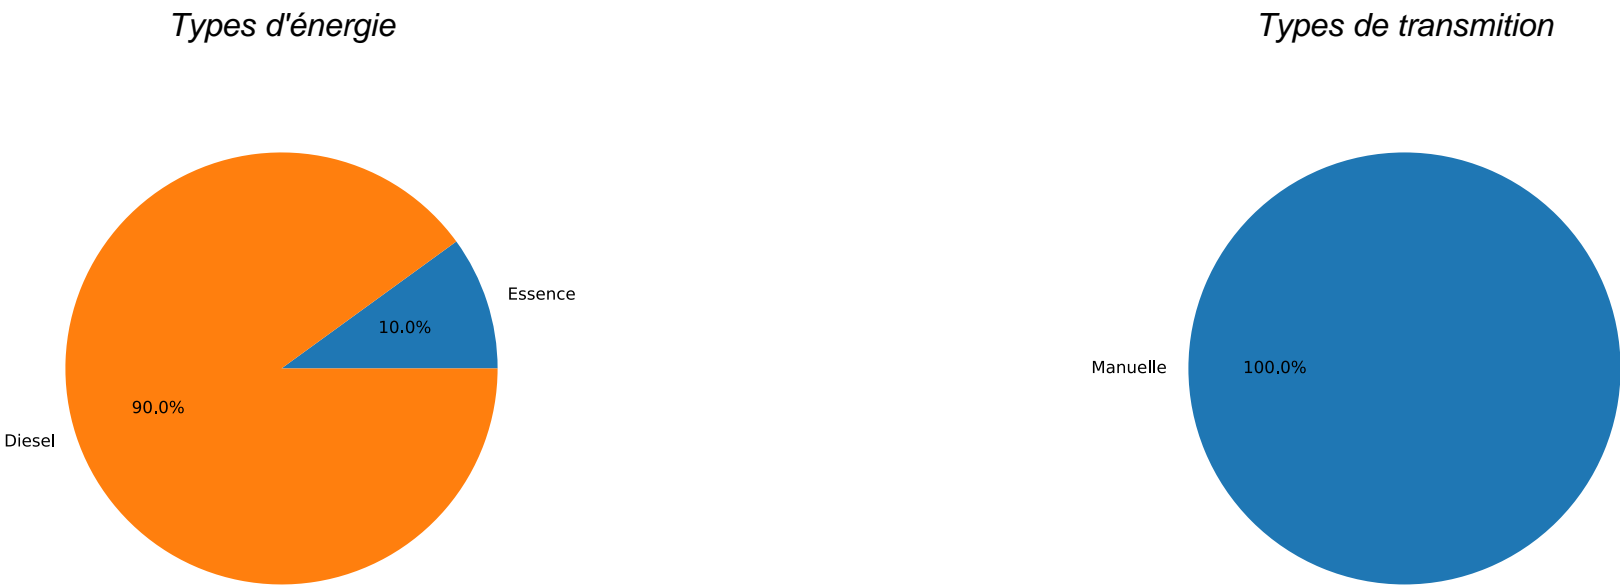 Types d'énergie
Types de transmition
Essence
10.0%
90.0%
Diesel
Manuelle
100.0%